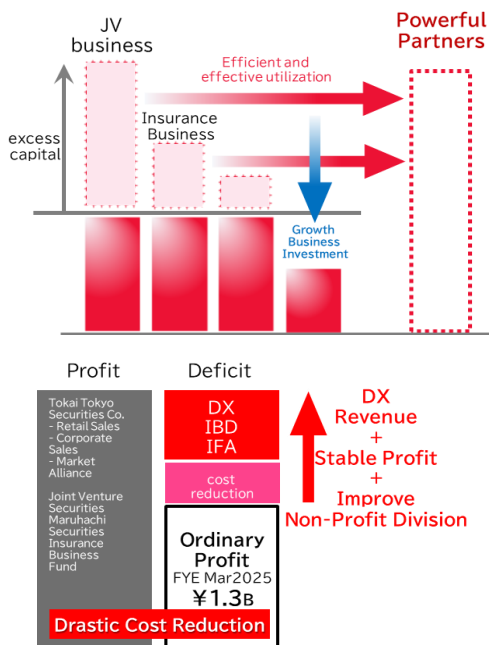 JV
business
Powerful
Partners
Efficient and
effective utilization
excess
capital
Insurance
Business
Growth
Business
Investment
Profit
Deficit
Tokai Tokyo
Securities Co.
- Retail Sales
- Corporate
Sales
- Market
Alliance
Joint Venture
Securities
Maruhachi
Securities
Insurance
Business
Fund
DX
IBD
IFA
cost
reduction
Ordinary
Profit
FYE Mar2025
¥1.3B
Drastic Cost Reduction
DX
Revenue
+
Stable Profit
+
Improve
Non-Profit Division